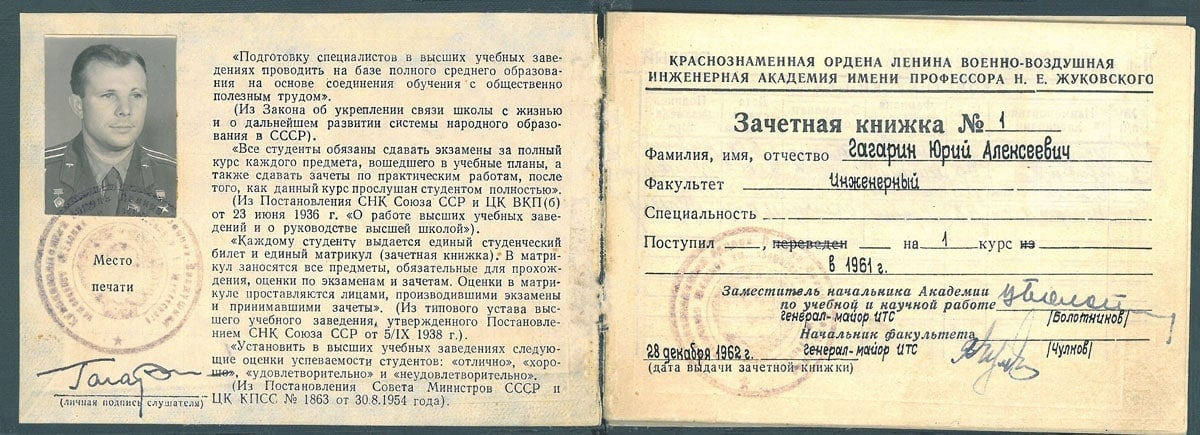 «Подготовку специалистов в высших учебных заве-
дениях проводить на базе полного среднего образова-
ния на основе соединения обучения с общественно
полезным трудом».
(Из Закона об укреплении связи школы с жизнью
и о дальнейшем развитии системы народного образо-
вания в СССР).
«Все студенты обязаны сдавать экзамены за полный
курс каждого предмета, вошедшего в учебные планы, а
также сдавать зачеты по практическим работам, после
того, как данный курс прослушан студентом полностью».
(Из Постановления СНК Союза ССР и ЦК ВКП(б)
от 23 июня 1936 г. «О работе высших учебных заве-
дений и о руководстве высшей школой»).
«Каждому студенту выдается единый студенческий
билет и единый матрикул (зачетная книжка). В матри-
кул заносятся все предметы, обязательные для прохож-
дения, оценки по экзаменам и зачетам. Оценки в матри-
куле проставляются лицами, производившими экзамены
и принимавшими зачеты». (Из типового устава выс-
шего учебного заведения, утвержденного Постановле-
нием СНК Союза ССР от 5/IX 1938 г.).
«Установить в высших учебных заведениях следую-
щие оценки успеваемости студентов: «отлично», «хоро-
шо», «удовлетворительно» и «неудовлетворительно».
(Из Постановления Совета Министров СССР и
ЦК КПСС № 1863 от 30.8.1954 года).
Место
печати
(личная подпись слушателя)
КРАСНОЗНАМЕННАЯ ОРДЕНА ЛЕНИНА ВОЕННО-ВОЗДУШНАЯ
ИНЖЕНЕРНАЯ АКАДЕМИЯ ИМЕНИ ПРОФЕССОРА Н. Е. ЖУКОВСКОГО
Зачетная книжка № 1
Фамилия, имя, отчество Гагарин Юрий Алексеевич
Факультет Инженерный
Специальность
Поступил , переведен на 1 курс из
в 1961 г.
Заместитель начальника Академии
по учебной и научной работе
генерал-майор ИТС /Болотников/
Начальник факультета
28 декабря 1962 г. генерал-майор ИТС /Чулков/
(дата выдачи зачетной книжки)